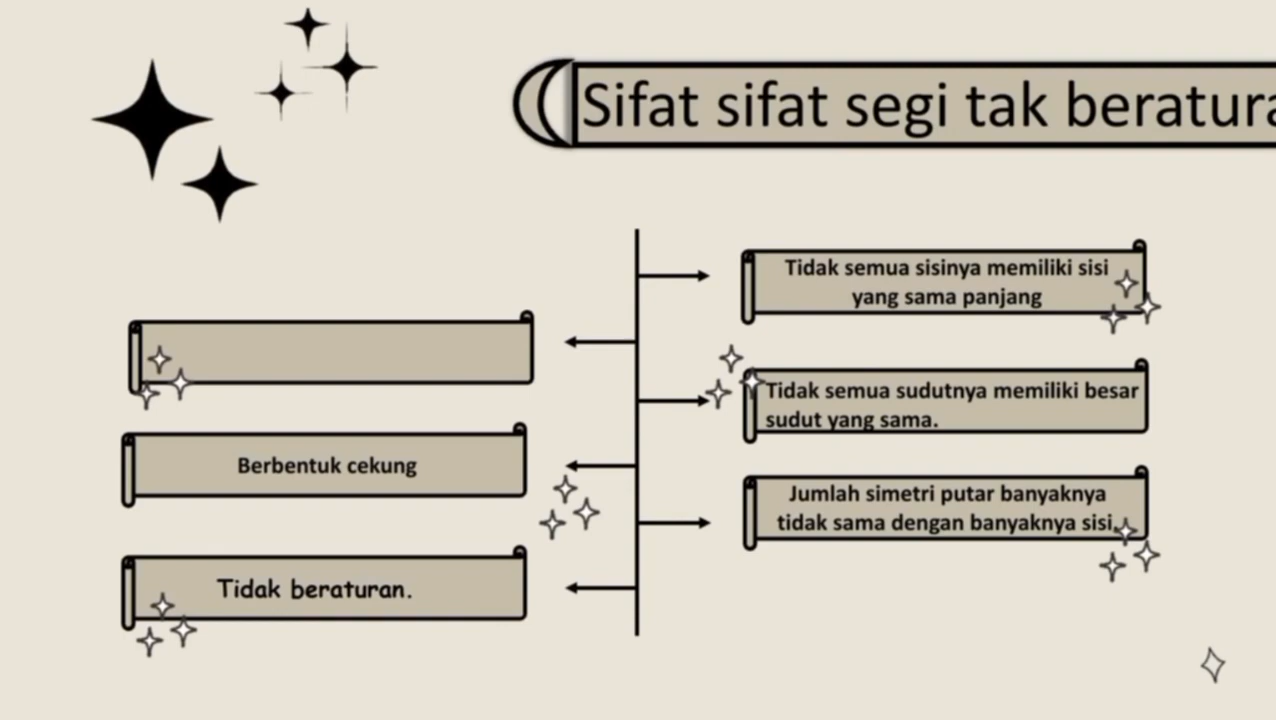 Sifat sifat segi tak beratura
Tidak semua sisinya memiliki sisi
yang sama panjang
Tidak semua sudutnya memiliki besar
sudut yang sama.
Berbentuk cekung
Jumlah simetri putar banyaknya
tidak sama dengan banyaknya sisi.
Tidak beraturan.